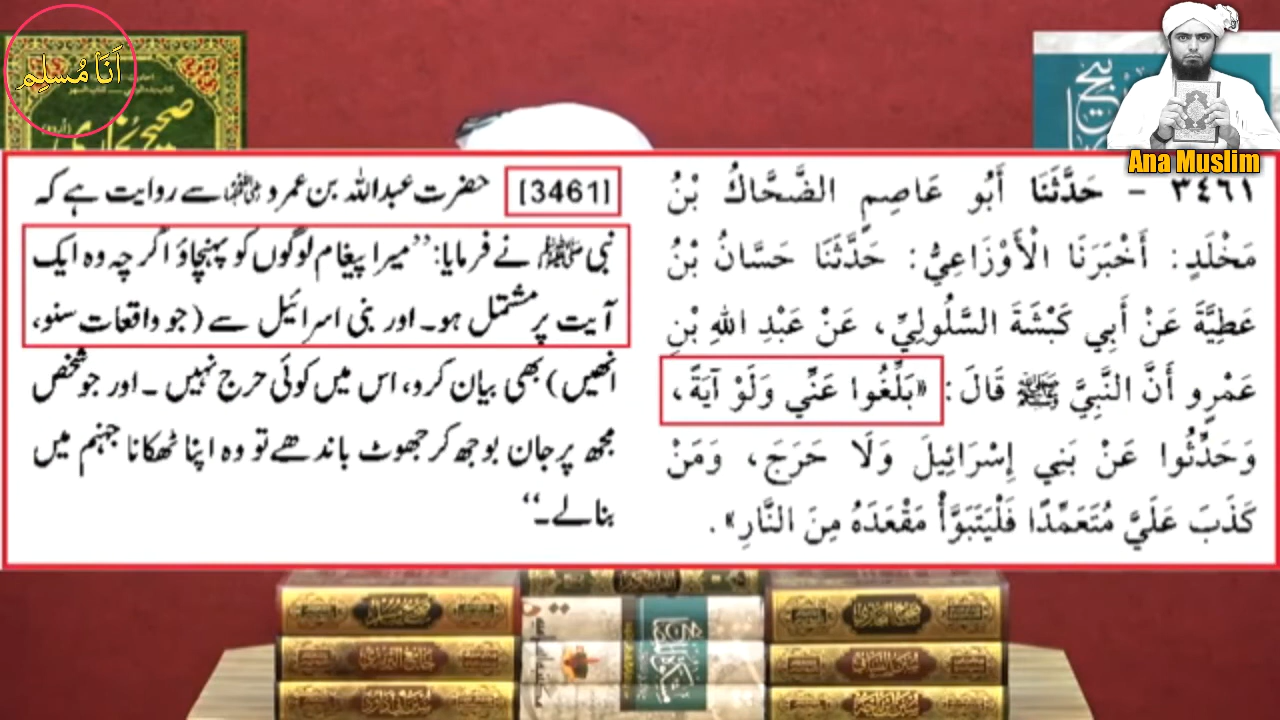 اَنَا مُسلِم
صحیح بخاری
Ana Muslim
٣٤٦١ - حَدَّثَنَا أَبُو عَاصِمٍ الضَّحَّاكُ بْنُ
مَخْلَدٍ: أَخْبَرَنَا الْأَوْزَاعِيُّ: حَدَّثَنَا حَسَّانُ بْنُ
عَطِيَّةَ عَنْ أَبِي كَبْشَةَ السَّلُولِيِّ، عَنْ عَبْدِ اللهِ بْنِ
عَمْرٍو أَنَّ النَّبِيَّ ﷺ قَالَ: «بَلِّغُوا عَنِّي وَلَوْ آيَةً،
وَحَدِّثُوا عَنْ بَنِي إِسْرَائِيلَ وَلَا حَرَجَ، وَمَنْ
كَذَبَ عَلَيَّ مُتَعَمِّدًا فَلْيَتَبَوَّأْ مَقْعَدَهُ مِنَ النَّارِ».
[3461] حضرت عبداللہ بن عمرو رضی اللہ عنہما سے روایت ہے کہ
نبی ﷺ نے فرمایا: ’’میرا پیغام لوگوں کو پہنچاؤ اگرچہ وہ ایک
آیت پر مشتمل ہو۔ اور بنی اسرائیل سے (جو واقعات سنو،
انھیں) بھی بیان کرو، اس میں کوئی حرج نہیں۔ اور جو شخص
مجھ پر جان بوجھ کر جھوٹ باندھے تو وہ اپنا ٹھکانا جہنم میں
بنالے۔‘‘